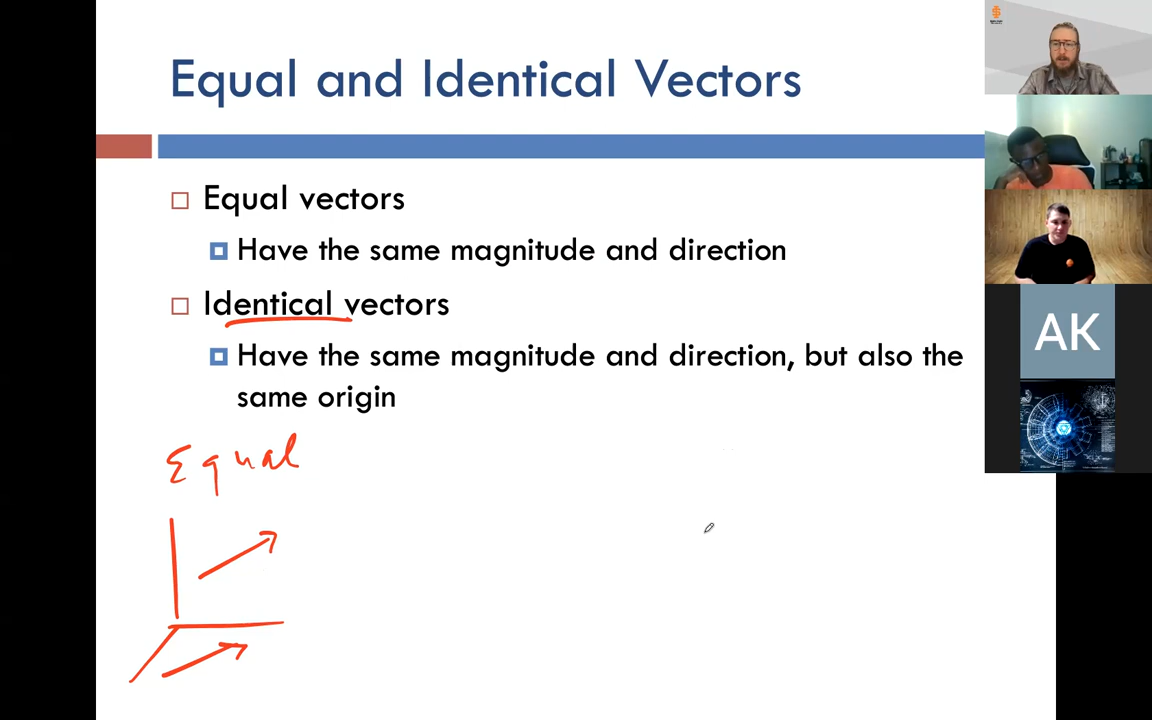 Equal and Identical Vectors
Equal vectors
Have the same magnitude and direction
Identical vectors
Have the same magnitude and direction, but also the
same origin
Equal
AK